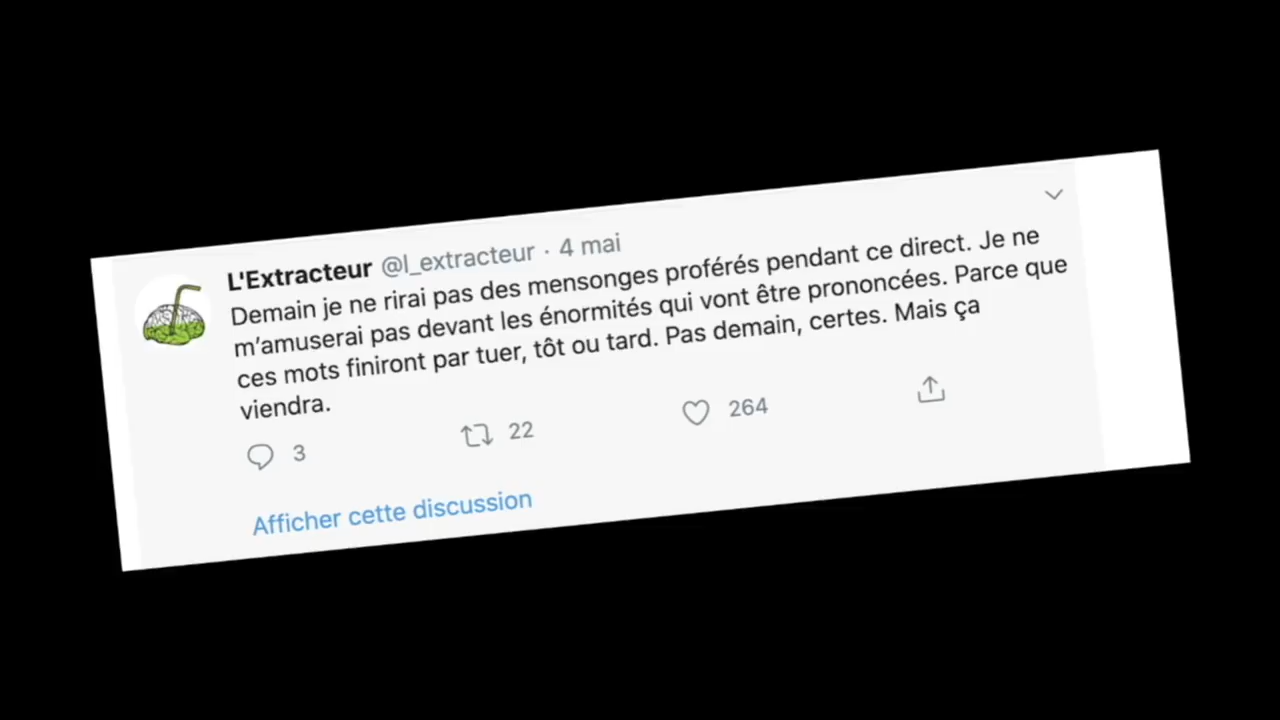 L'Extracteur @l_extracteur · 4 mai
Demain je ne rirai pas des mensonges proférés pendant ce direct. Je ne
m'amuserai pas devant les énormités qui vont être prononcées. Parce que
ces mots finiront par tuer, tôt ou tard. Pas demain, certes. Mais ça
viendra.
3 22 264
Afficher cette discussion